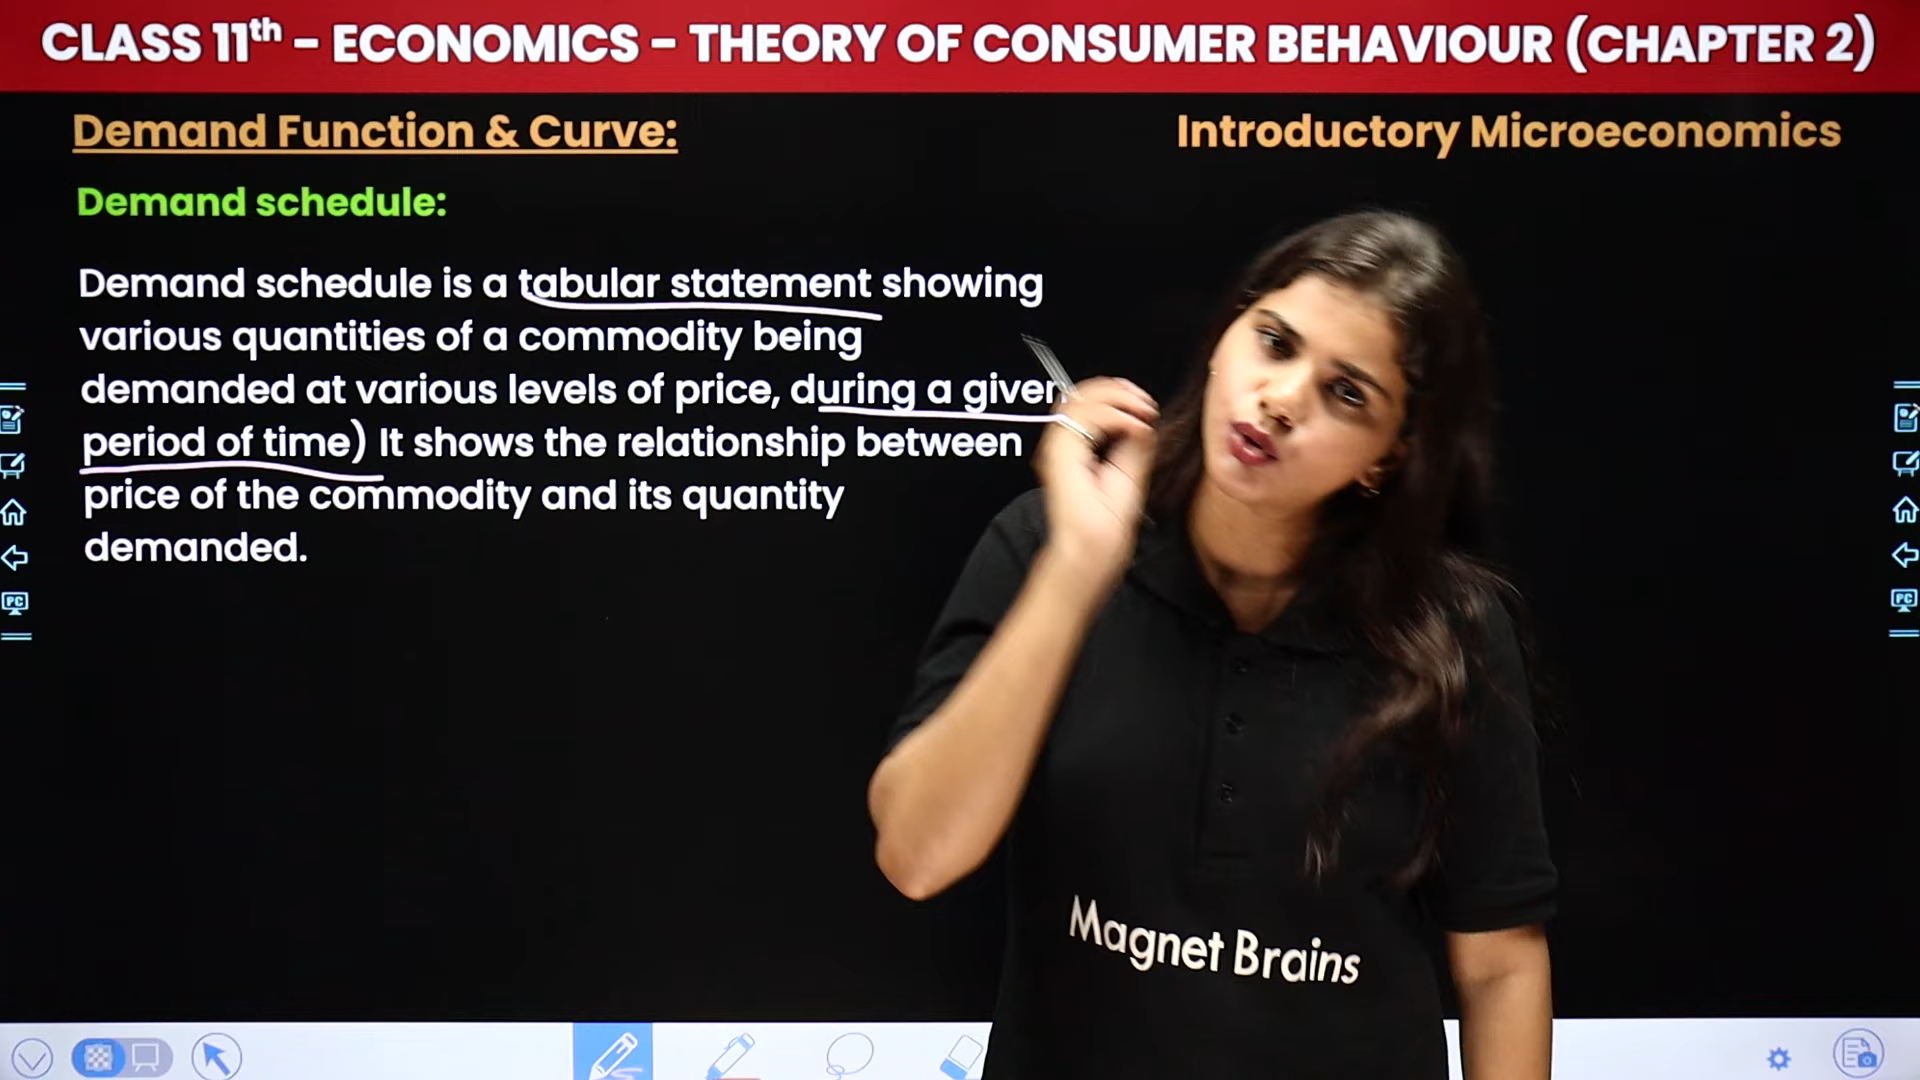 CLASS 11th - ECONOMICS - THEORY OF CONSUMER BEHAVIOUR (CHAPTER 2)
Demand Function & Curve:
Introductory Microeconomics
Demand schedule:
Demand schedule is a tabular statement showing
various quantities of a commodity being
demanded at various levels of price, during a given
period of time) It shows the relationship between
price of the commodity and its quantity
demanded.
PC
PC
Magnet Brains